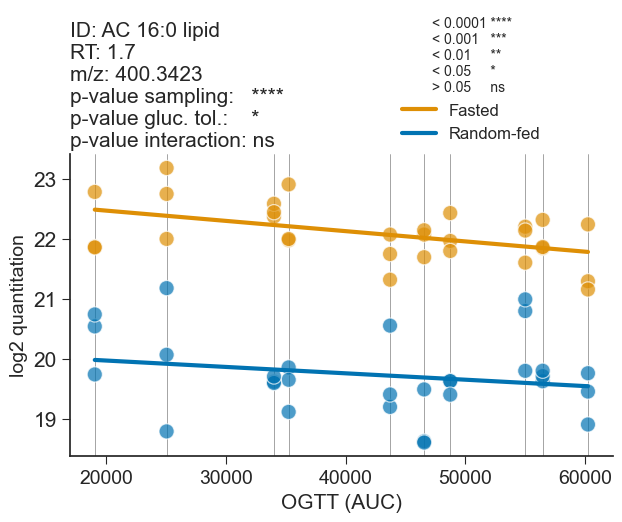 ID: AC 16:0 lipid
RT: 1.7
m/z: 400.3423
p-value sampling: ****
p-value gluc. tol.: *
p-value interaction: ns
< 0.0001 ****
< 0.001 ***
< 0.01 **
< 0.05 *
> 0.05 ns
Fasted
Random-fed
log2 quantitation
23
22
21
20
19
20000 30000 40000 50000 60000
OGTT (AUC)